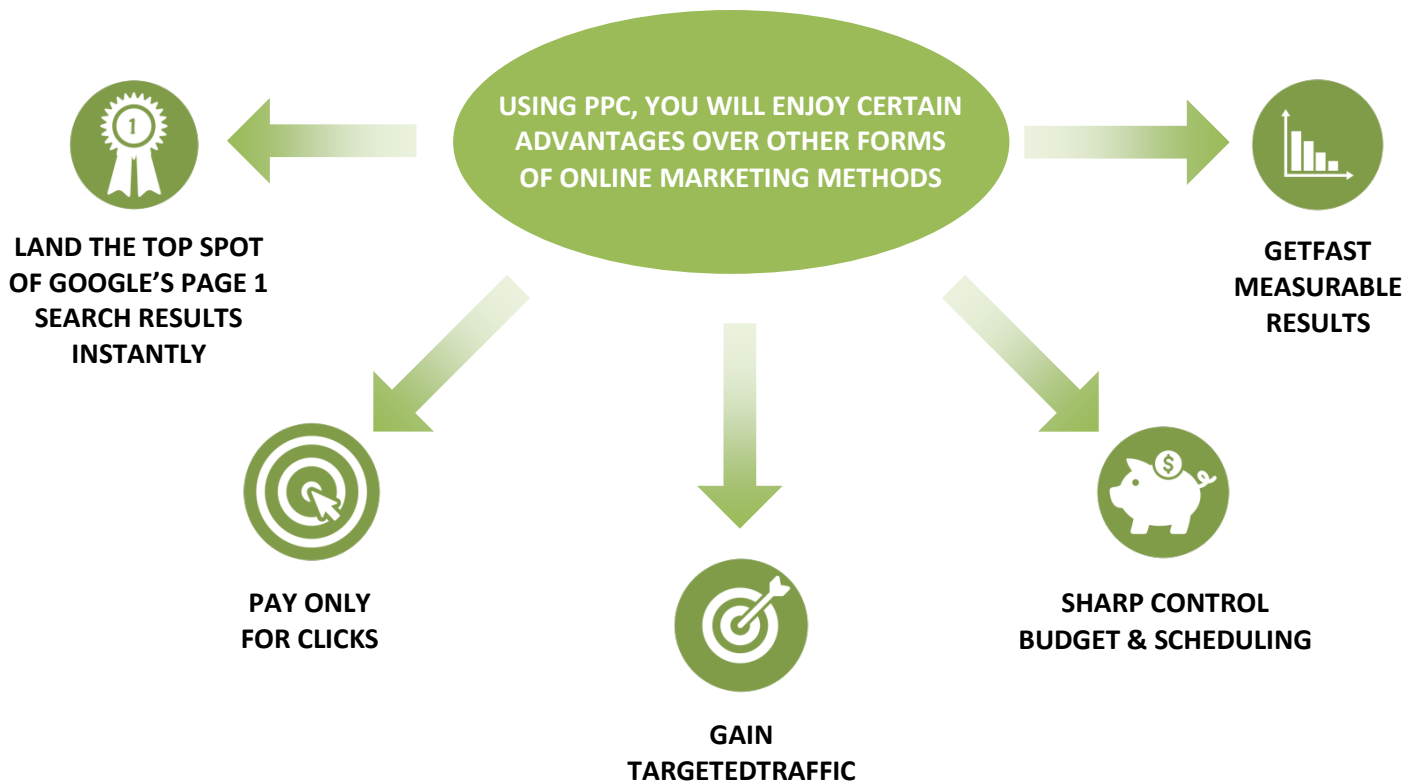 USING PPC, YOU WILL ENJOY CERTAIN
ADVANTAGES OVER OTHER FORMS
OF ONLINE MARKETING METHODS
1
LAND THE TOP SPOT
OF GOOGLE’S PAGE 1
SEARCH RESULTS
INSTANTLY
GETFAST
MEASURABLE
RESULTS
PAY ONLY
FOR CLICKS
$
SHARP CONTROL
BUDGET & SCHEDULING
GAIN
TARGETEDTRAFFIC